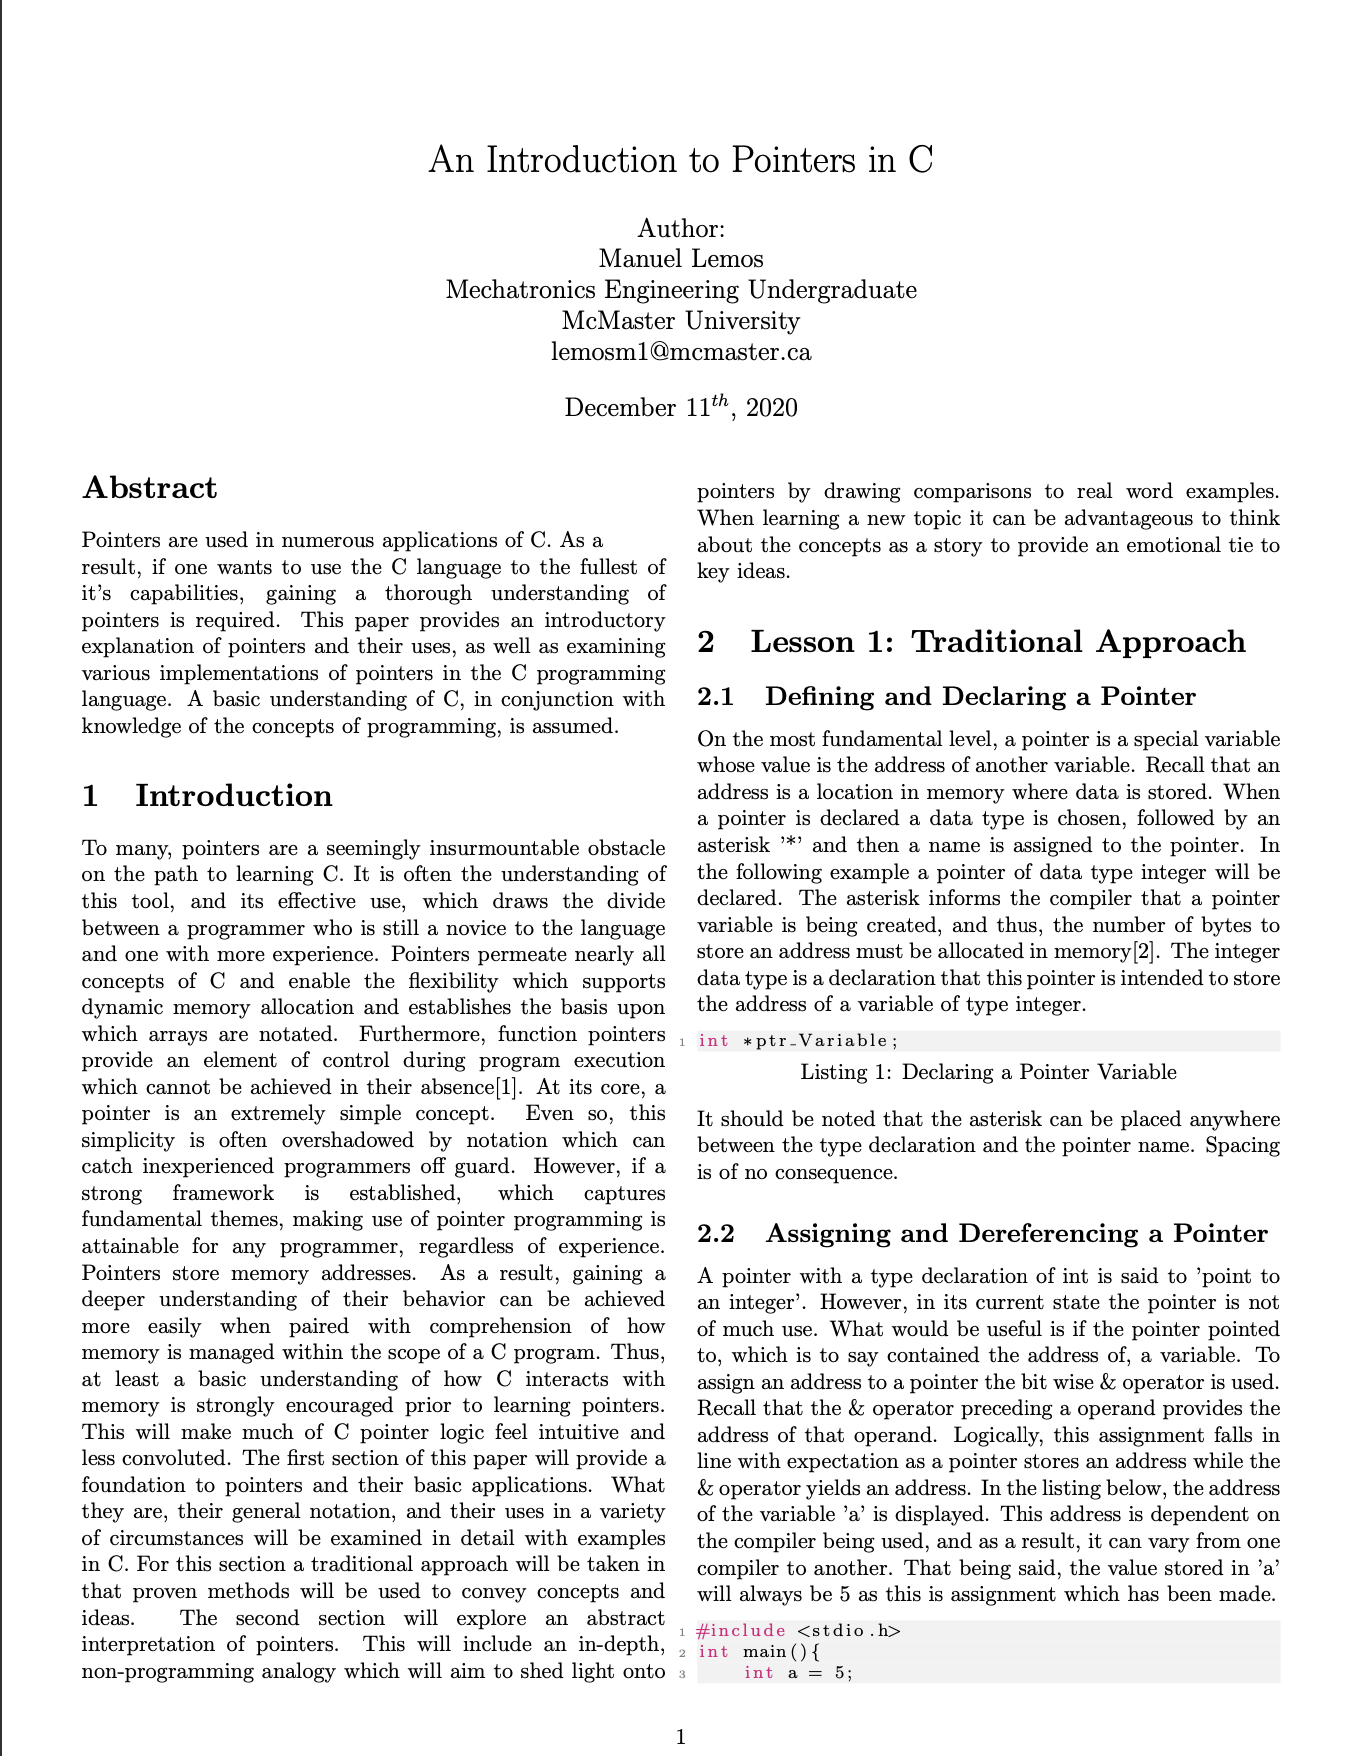 An Introduction to Pointers in C
Author:
Manuel Lemos
Mechatronics Engineering Undergraduate
McMaster University
lemosm1@mcmaster.ca
December 11th, 2020
Abstract
Pointers are used in numerous applications of C. As a
result, if one wants to use the C language to the fullest of
it's capabilities, gaining a thorough understanding of
pointers is required. This paper provides an introductory
explanation of pointers and their uses, as well as examining
various implementations of pointers in the C programming
language. A basic understanding of C, in conjunction with
knowledge of the concepts of programming, is assumed.
1 Introduction
To many, pointers are a seemingly insurmountable obstacle
on the path to learning C. It is often the understanding of
this tool, and its effective use, which draws the divide
between a programmer who is still a novice to the language
and one with more experience. Pointers permeate nearly all
concepts of C and enable the flexibility which supports
dynamic memory allocation and establishes the basis upon
which arrays are notated. Furthermore, function pointers
provide an element of control during program execution
which cannot be achieved in their absence[1]. At its core, a
pointer is an extremely simple concept. Even so, this
simplicity is often overshadowed by notation which can
catch inexperienced programmers off guard. However, if a
strong framework is established, which captures
fundamental themes, making use of pointer programming is
attainable for any programmer, regardless of experience.
Pointers store memory addresses. As a result, gaining a
deeper understanding of their behavior can be achieved
more easily when paired with comprehension of how
memory is managed within the scope of a C program. Thus,
at least a basic understanding of how C interacts with
memory is strongly encouraged prior to learning pointers.
This will make much of C pointer logic feel intuitive and
less convoluted. The first section of this paper will provide a
foundation to pointers and their basic applications. What
they are, their general notation, and their uses in a variety
of circumstances will be examined in detail with examples
in C. For this section a traditional approach will be taken in
that proven methods will be used to convey concepts and
ideas. The second section will explore an abstract
interpretation of pointers. This will include an in-depth,
non-programming analogy which will aim to shed light onto
pointers by drawing comparisons to real word examples.
When learning a new topic it can be advantageous to think
about the concepts as a story to provide an emotional tie to
key ideas.
2 Lesson 1: Traditional Approach
2.1 Defining and Declaring a Pointer
On the most fundamental level, a pointer is a special variable
whose value is the address of another variable. Recall that an
address is a location in memory where data is stored. When
a pointer is declared a data type is chosen, followed by an
asterisk '*' and then a name is assigned to the pointer. In
the following example a pointer of data type integer will be
declared. The asterisk informs the compiler that a pointer
variable is being created, and thus, the number of bytes to
store an address must be allocated in memory[2]. The integer
data type is a declaration that this pointer is intended to store
the address of a variable of type integer.
1 int *ptr_Variable;
Listing 1: Declaring a Pointer Variable
It should be noted that the asterisk can be placed anywhere
between the type declaration and the pointer name. Spacing
is of no consequence.
2.2 Assigning and Dereferencing a Pointer
A pointer with a type declaration of int is said to 'point to
an integer'. However, in its current state the pointer is not
of much use. What would be useful is if the pointer pointed
to, which is to say contained the address of, a variable. To
assign an address to a pointer the bit wise & operator is used.
Recall that the & operator preceding a operand provides the
address of that operand. Logically, this assignment falls in
line with expectation as a pointer stores an address while the
& operator yields an address. In the listing below, the address
of the variable 'a' is displayed. This address is dependent on
the compiler being used, and as a result, it can vary from one
compiler to another. That being said, the value stored in 'a'
will always be 5 as this is assignment which has been made.
1 #include <stdio.h>
2 int main(){
3 int a = 5;
1